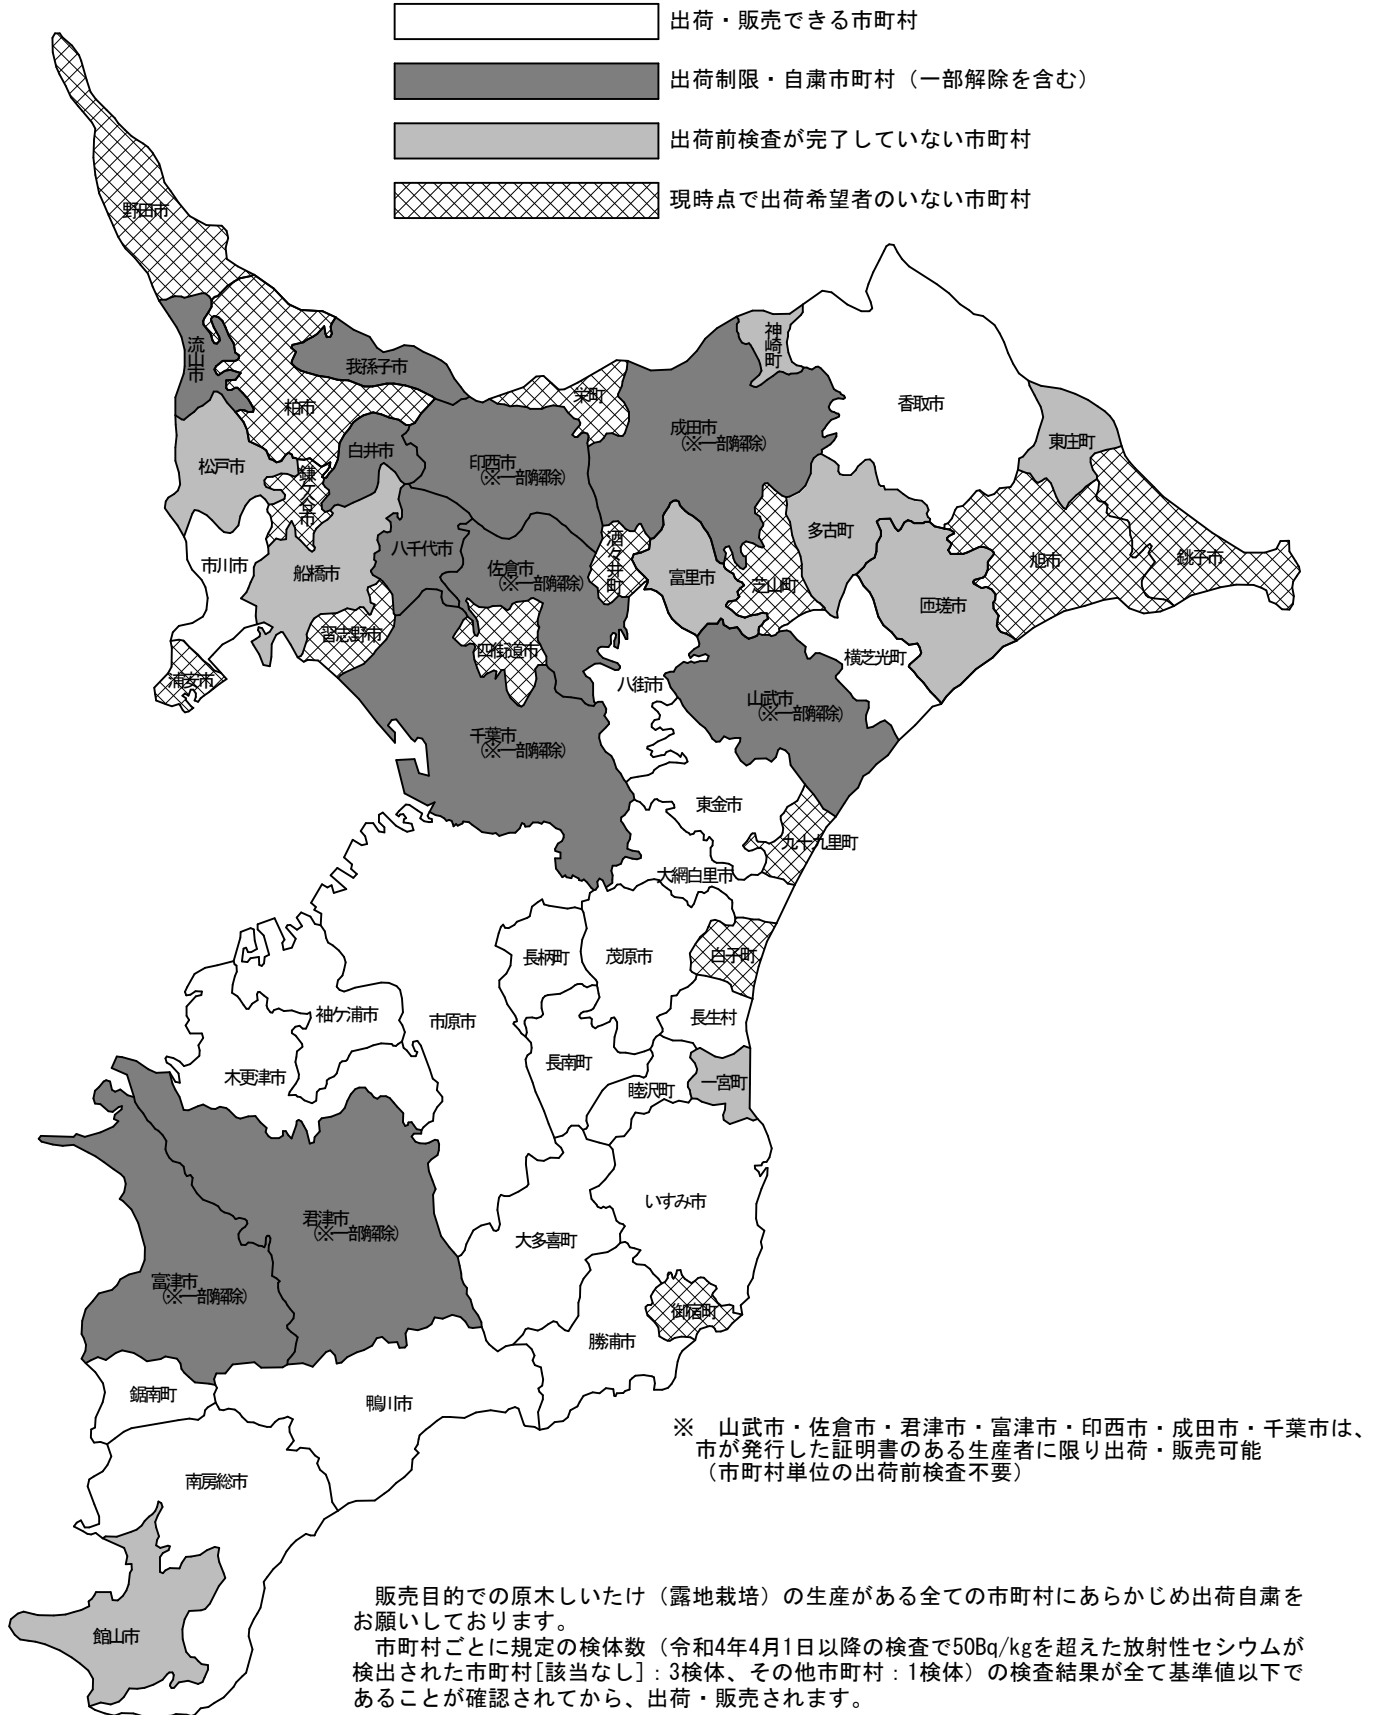 出荷・販売できる市町村
出荷制限・自粛市町村（一部解除を含む）
出荷前検査が完了していない市町村
現時点で出荷希望者のいない市町村
野田市
流山市
柏市
我孫子市
栄町
成田市
（※一部解除）
神崎町
香取市
東庄町
松戸市
鎌ケ谷市
白井市
印西市
（※一部解除）
多古町
旭市
銚子市
市川市
船橋市
八千代市
佐倉市
（※一部解除）
酒々井町
富里市
芝山町
匝瑳市
習志野市
四街道市
浦安市
八街市
横芝光町
山武市
（※一部解除）
千葉市
（※一部解除）
東金市
九十九里町
大網白里市
長柄町
茂原市
白子町
袖ケ浦市
市原市
長生村
木更津市
長南町
睦沢町
一宮町
いすみ市
君津市
（※一部解除）
大多喜町
富津市
（※一部解除）
御宿町
勝浦市
鋸南町
鴨川市
南房総市
館山市
※　山武市・佐倉市・君津市・富津市・印西市・成田市・千葉市は、
市が発行した証明書のある生産者に限り出荷・販売可能
（市町村単位の出荷前検査不要）
販売目的での原木しいたけ（露地栽培）の生産がある全ての市町村にあらかじめ出荷自粛を
お願いしております。
市町村ごとに規定の検体数（令和4年4月1日以降の検査で50Bq/kgを超えた放射性セシウムが
検出された市町村[該当なし]：3検体、その他市町村：1検体）の検査結果が全て基準値以下で
あることが確認されてから、出荷・販売されます。